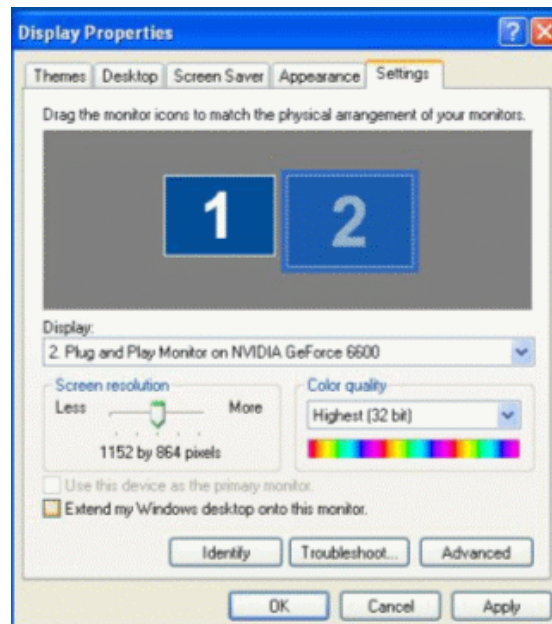 Display Properties
Themes Desktop Screen Saver Appearance Settings
Drag the monitor icons to match the physical arrangement of your monitors.
1 2
Display:
2. Plug and Play Monitor on NVIDIA GeForce 6600
Screen resolution Color quality
Less More Highest (32 bit)
1152 by 864 pixels
Use this device as the primary monitor.
Extend my Windows desktop onto this monitor.
Identify Troubleshoot... Advanced
OK Cancel Apply